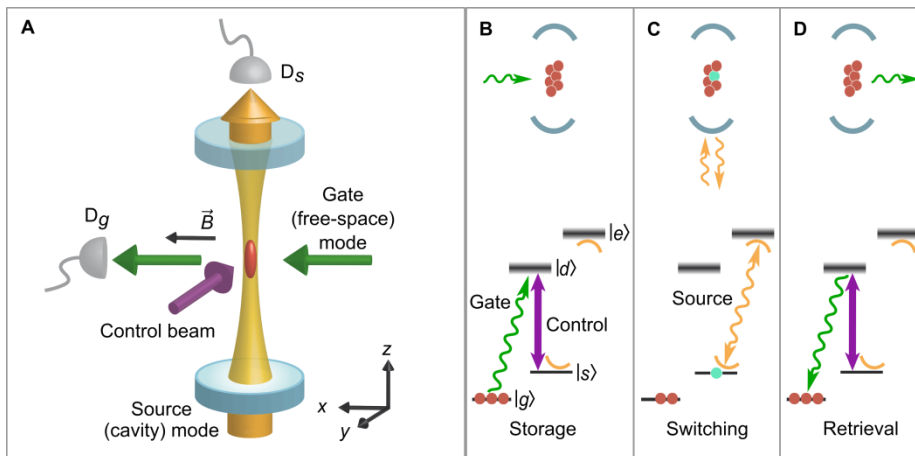 A
D_s
B⃗
Gate
(free-space)
mode
D_g
Control beam
z
x
y
Source
(cavity) mode
B
|e⟩
|d⟩
Gate
Control
|s⟩
|g⟩
Storage
C
Source
Switching
D
Retrieval